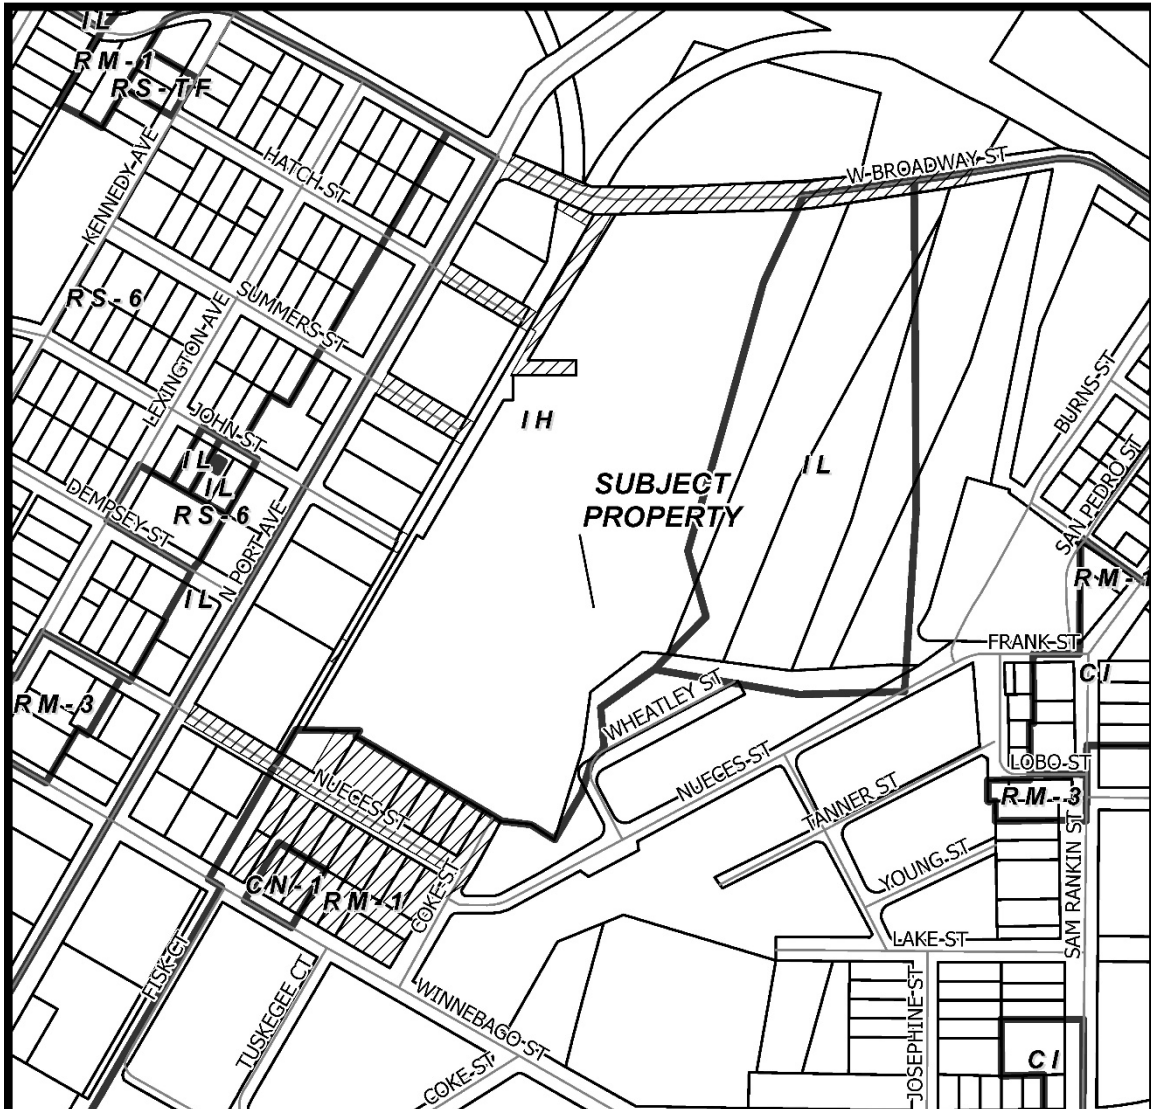 IL
RM-1
RS-TF
HATCH ST
KENNEDY AVE
W BROADWAY ST
RS-6
SUMMERS ST
LEXINGTON AVE
BURNS ST
JOHN ST
IH
IL
IL
IL
SUBJECT
PROPERTY
SAN PEDRO ST
DEMPSEY ST
RS-6
N PORT AVE
IL
RM-1
FRANK ST
CI
RM-3
WHEATLEY ST
NUECES ST
NUECES ST
LOBO ST
TANNER ST
RM-3
YOUNG ST
SAM RANKIN ST
CN-1
RM-1
COKE ST
LAKE ST
FISK CT
TUSKEGEE CT
WINNEBAGO ST
JOSEPHINE ST
COKE ST
CI